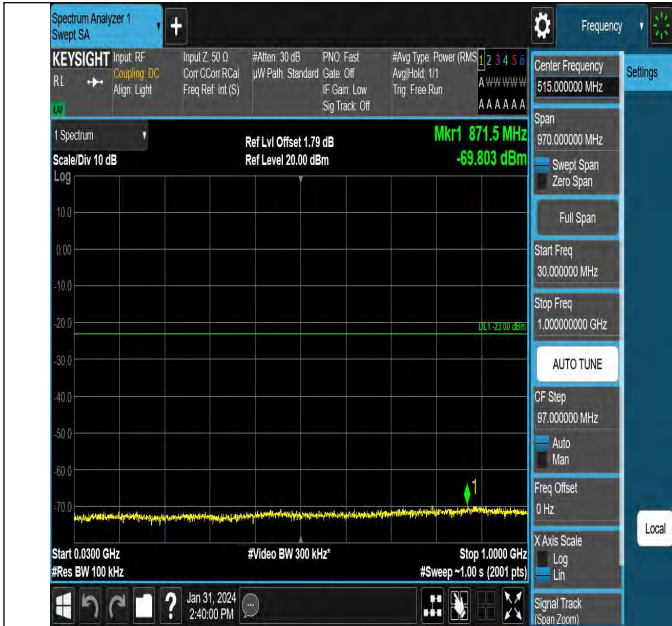 Spectrum Analyzer 1
Swept SA
+
Frequency
KEYSIGHT
RL
Input: RF
Coupling: DC
Align: Light
Input Z: 50 Ω
Corr CCorr RCal
Freq Ref: Int (S)
#Atten: 30 dB
µW Path: Standard
PNO: Fast
Gate: Off
IF Gain: Low
Sig Track: Off
#Avg Type: Power (RMS
Avg|Hold: 1/1
Trig: Free Run
1 2 3 4 5 6
A W W W W W
A A A A A A
1 Spectrum
Scale/Div 10 dB
Log
Ref Lvl Offset 1.79 dB
Ref Level 20.00 dBm
Mkr1 871.5 MHz
-69.803 dBm
10.0
0.00
-10.0
-20.0
DL1 -23.00 dBm
-30.0
-40.0
-50.0
-60.0
-70.0
1
Start 0.0300 GHz
#Res BW 100 kHz
#Video BW 300 kHz*
Stop 1.0000 GHz
#Sweep ~1.00 s (2001 pts)
?
Jan 31, 2024
2:40:00 PM
Center Frequency
515.000000 MHz
Span
970.000000 MHz
Swept Span
Zero Span
Full Span
Start Freq
30.000000 MHz
Stop Freq
1.000000000 GHz
AUTO TUNE
CF Step
97.000000 MHz
Auto
Man
Freq Offset
0 Hz
X Axis Scale
Log
Lin
Signal Track
(Span Zoom)
Settings
Local